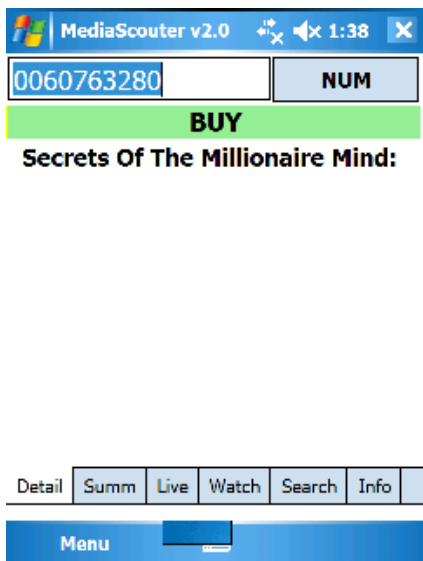 MediaScouter v2.0 1:38
0060763280 NUM
BUY
Secrets Of The Millionaire Mind:
Detail Summ Live Watch Search Info
Menu